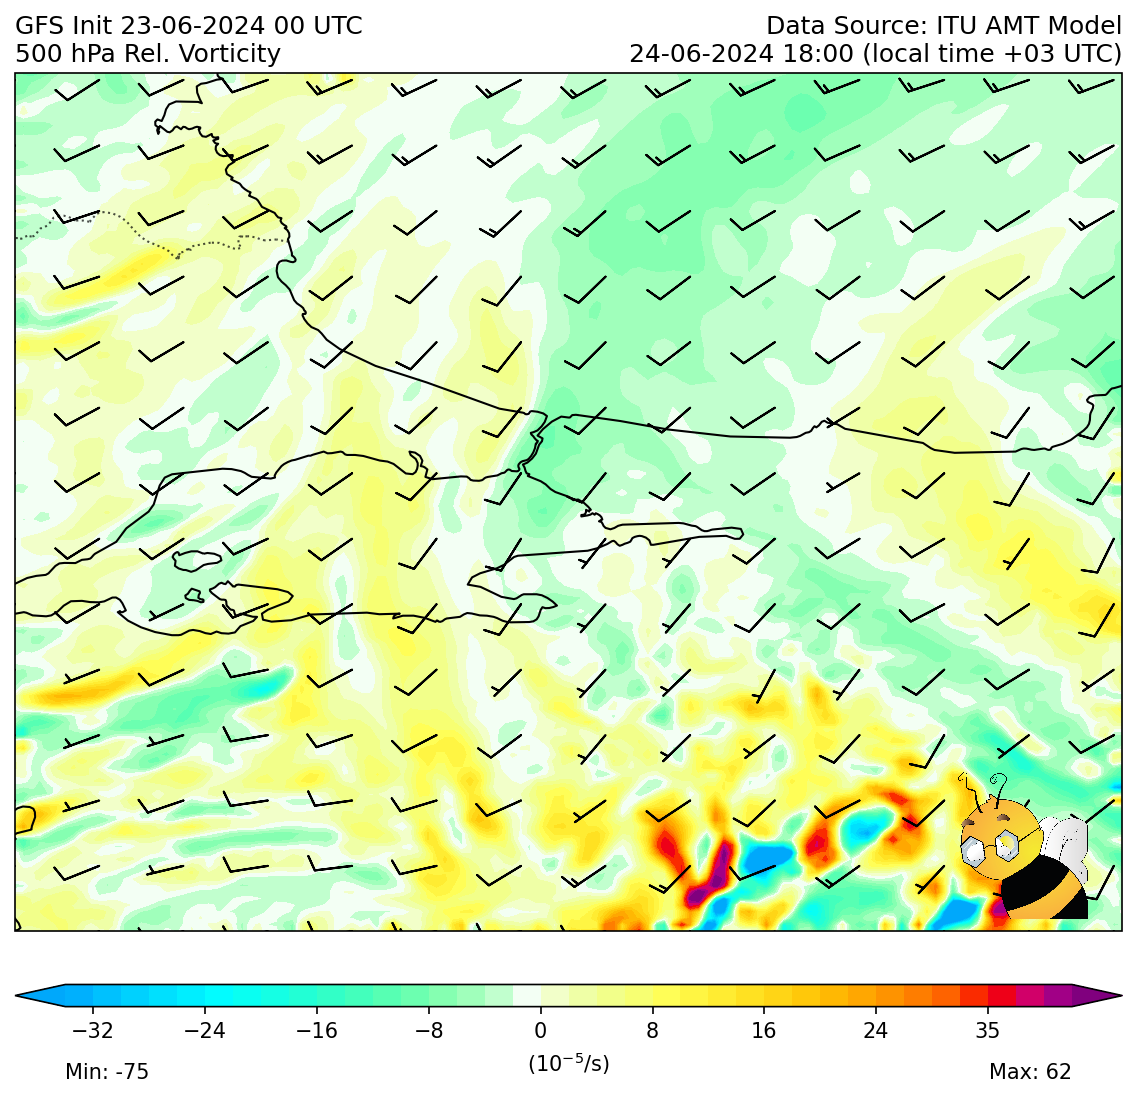 GFS Init 23-06-2024 00 UTC
Data Source: ITU AMT Model
500 hPa Rel. Vorticity
24-06-2024 18:00 (local time +03 UTC)
−32 −24 −16 −8 0 8 16 24 35
(10⁻⁵/s)
Min: -75
Max: 62